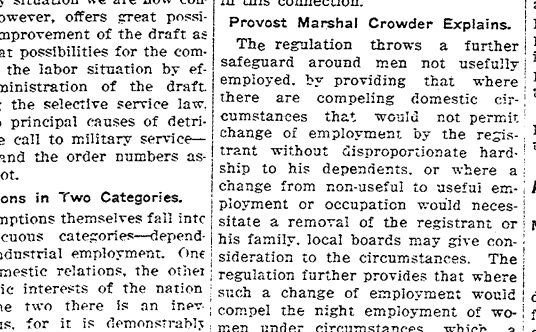 y situation we are now con-
owever, offers great possi-
mprovement of the draft as
at possibilities for the com-
the labor situation by ef-
ministration of the draft.
g the selective service law,
principal causes of detri-
e call to military service—
and the order numbers as-
ot.
ons in Two Categories.
mptions themselves fall into
cuous categories—depend-
ndustrial employment. One
mestic relations, the other
ic interests of the nation
he two there is an inev-
us, for it is demonstrably
in this connection.
Provost Marshal Crowder Explains.
The regulation throws a further
safeguard around men not usefully
employed, by providing that where
there are compeling domestic cir-
cumstances that would not permit
change of employment by the regis-
trant without disproportionate hard-
ship to his dependents, or where a
change from non-useful to useful em-
ployment or occupation would neces-
sitate a removal of the registrant or
his family, local boards may give con-
sideration to the circumstances. The
regulation further provides that where
such a change of employment would
compel the night employment of wo-
men under circumstances which a